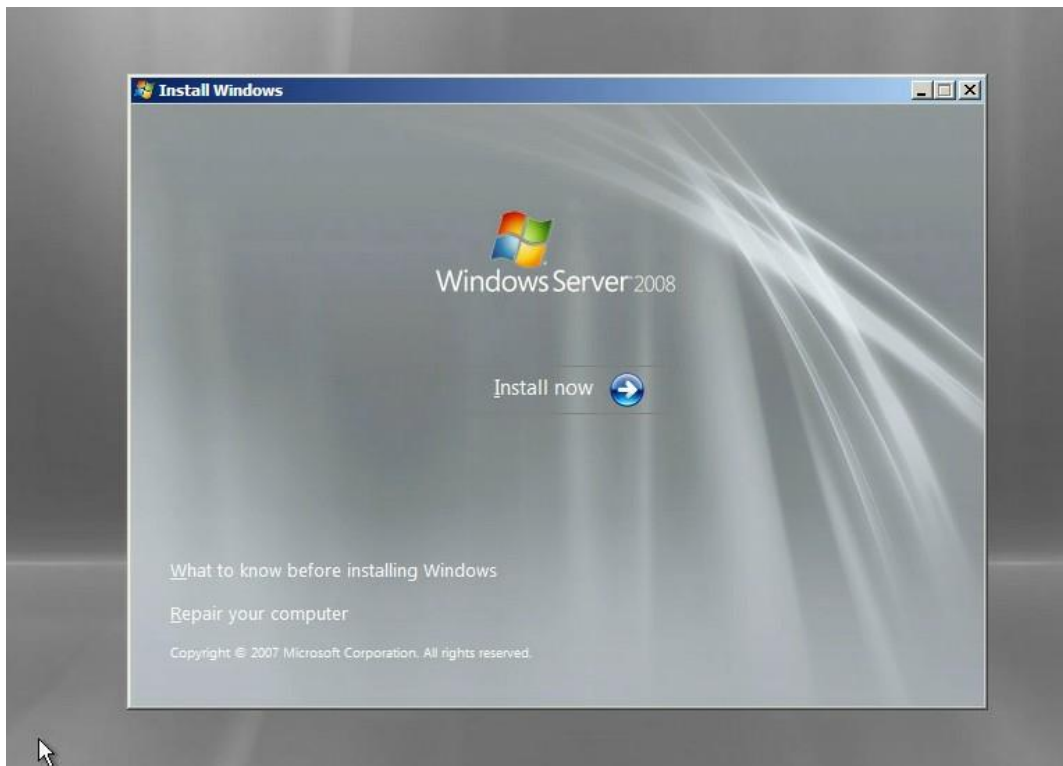 Install Windows
Windows Server 2008
Install now
What to know before installing Windows
Repair your computer
Copyright © 2007 Microsoft Corporation. All rights reserved.